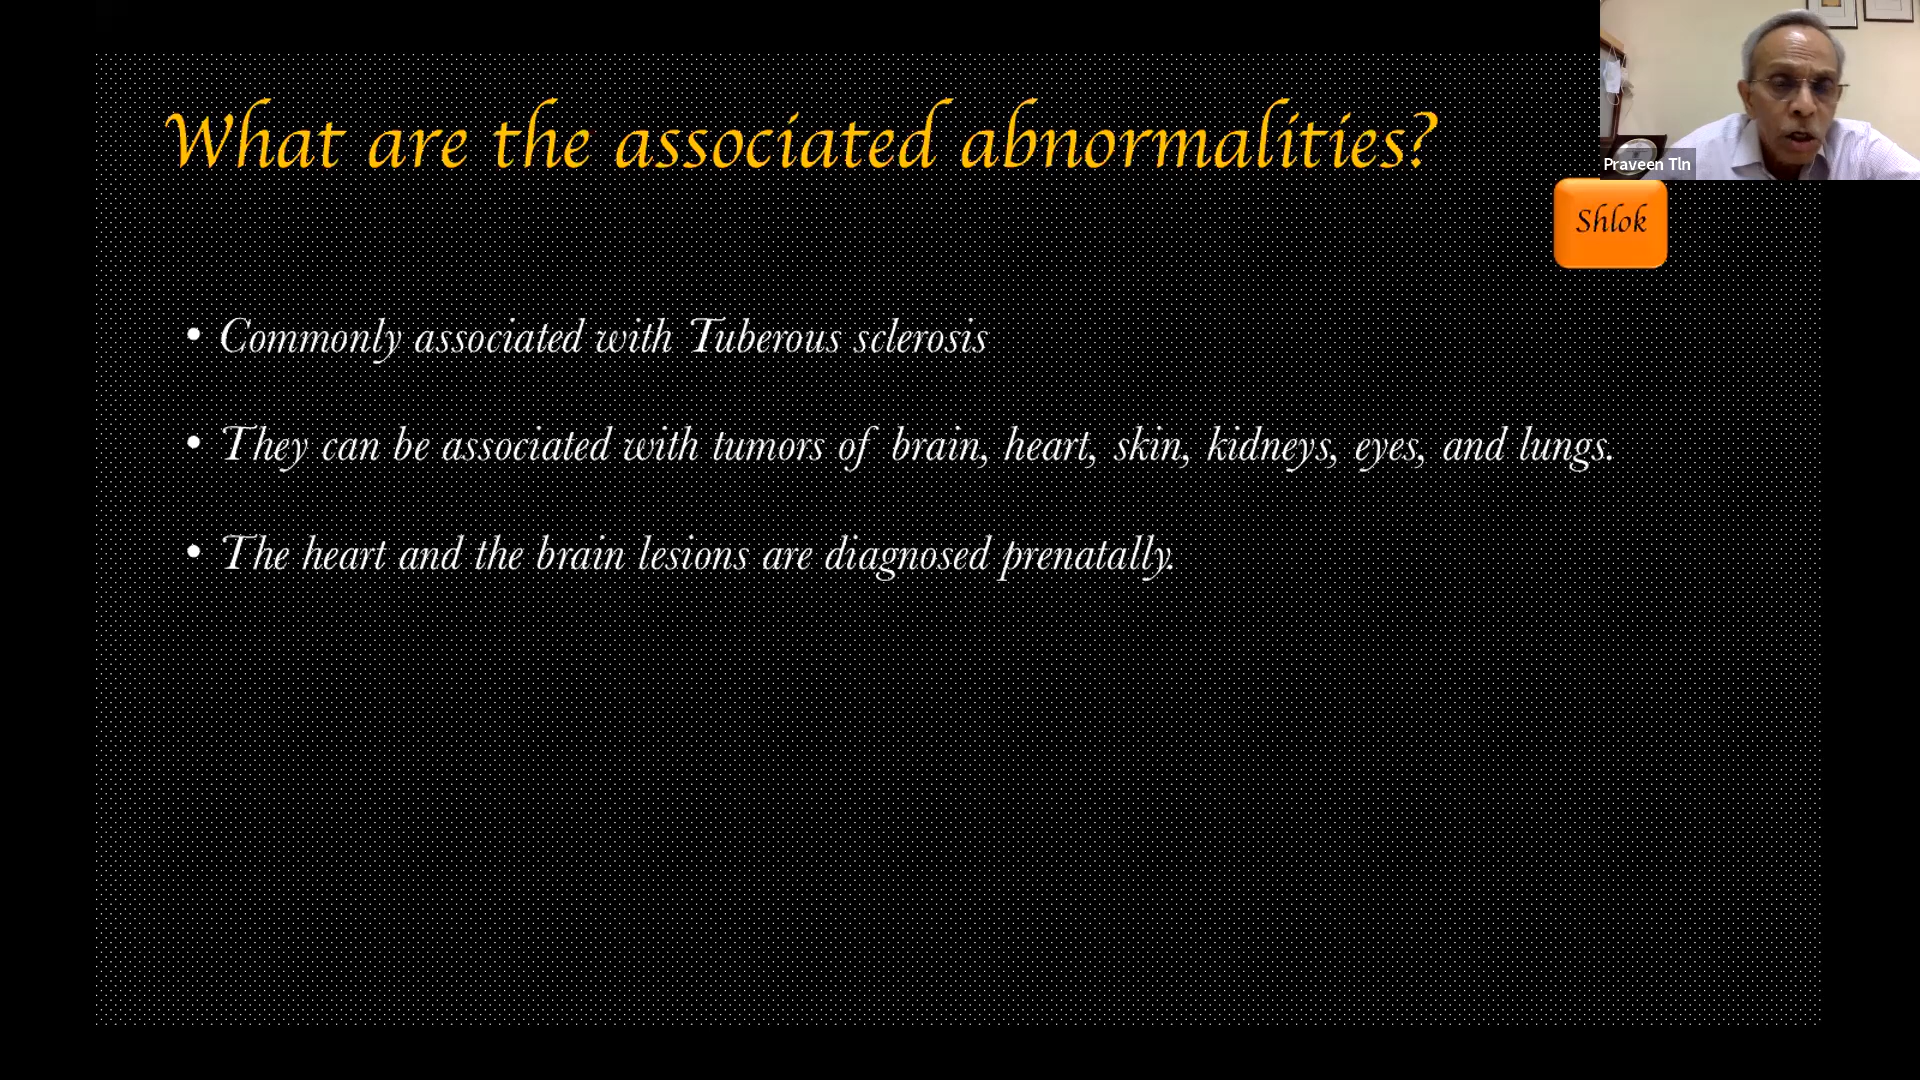 What are the associated abnormalities?
Praveen Tln
Shlok
• Commonly associated with Tuberous sclerosis
• They can be associated with tumors of brain, heart, skin, kidneys, eyes, and lungs.
• The heart and the brain lesions are diagnosed prenatally.